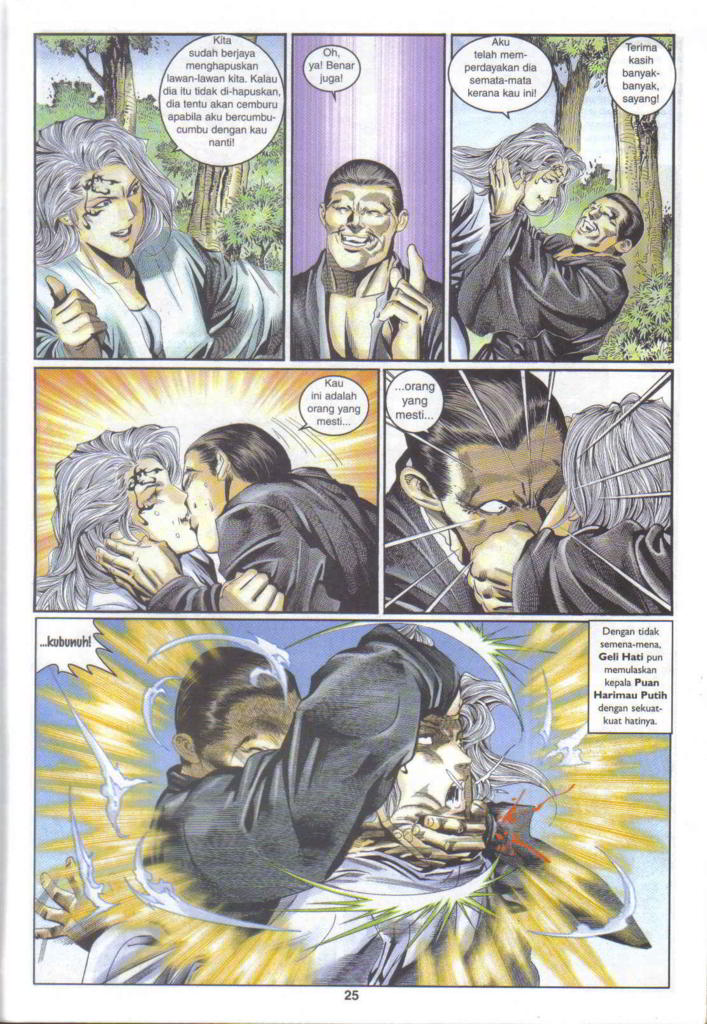 Kita
sudah berjaya
menghapuskan
lawan-lawan kita. Kalau
dia itu tidak di-hapuskan,
dia tentu akan cemburu
apabila aku bercumbu-
cumbu dengan kau
nanti!
Oh,
ya! Benar
juga!
Aku
telah mem-
perdayakan dia
semata-mata
kerana kau ini!
Terima
kasih
banyak-
banyak,
sayang!
Kau
ini adalah
orang yang
mesti...
...orang
yang
mesti...
...kubunuh!
Dengan tidak
semena-mena,
Geli Hati pun
memulaskan
kepala Puan
Harimau Putih
dengan sekuat-
kuat hatinya.
25